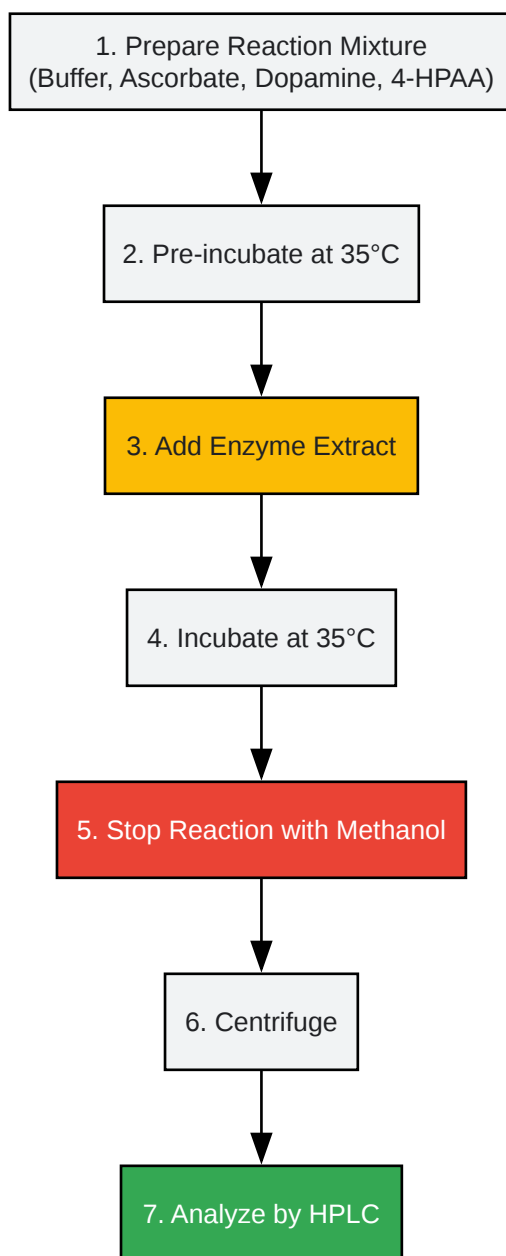 1. Prepare Reaction Mixture
(Buffer, Ascorbate, Dopamine, 4-HPAA)
2. Pre-incubate at 35°C
3. Add Enzyme Extract
4. Incubate at 35°C
5. Stop Reaction with Methanol
6. Centrifuge
7. Analyze by HPLC